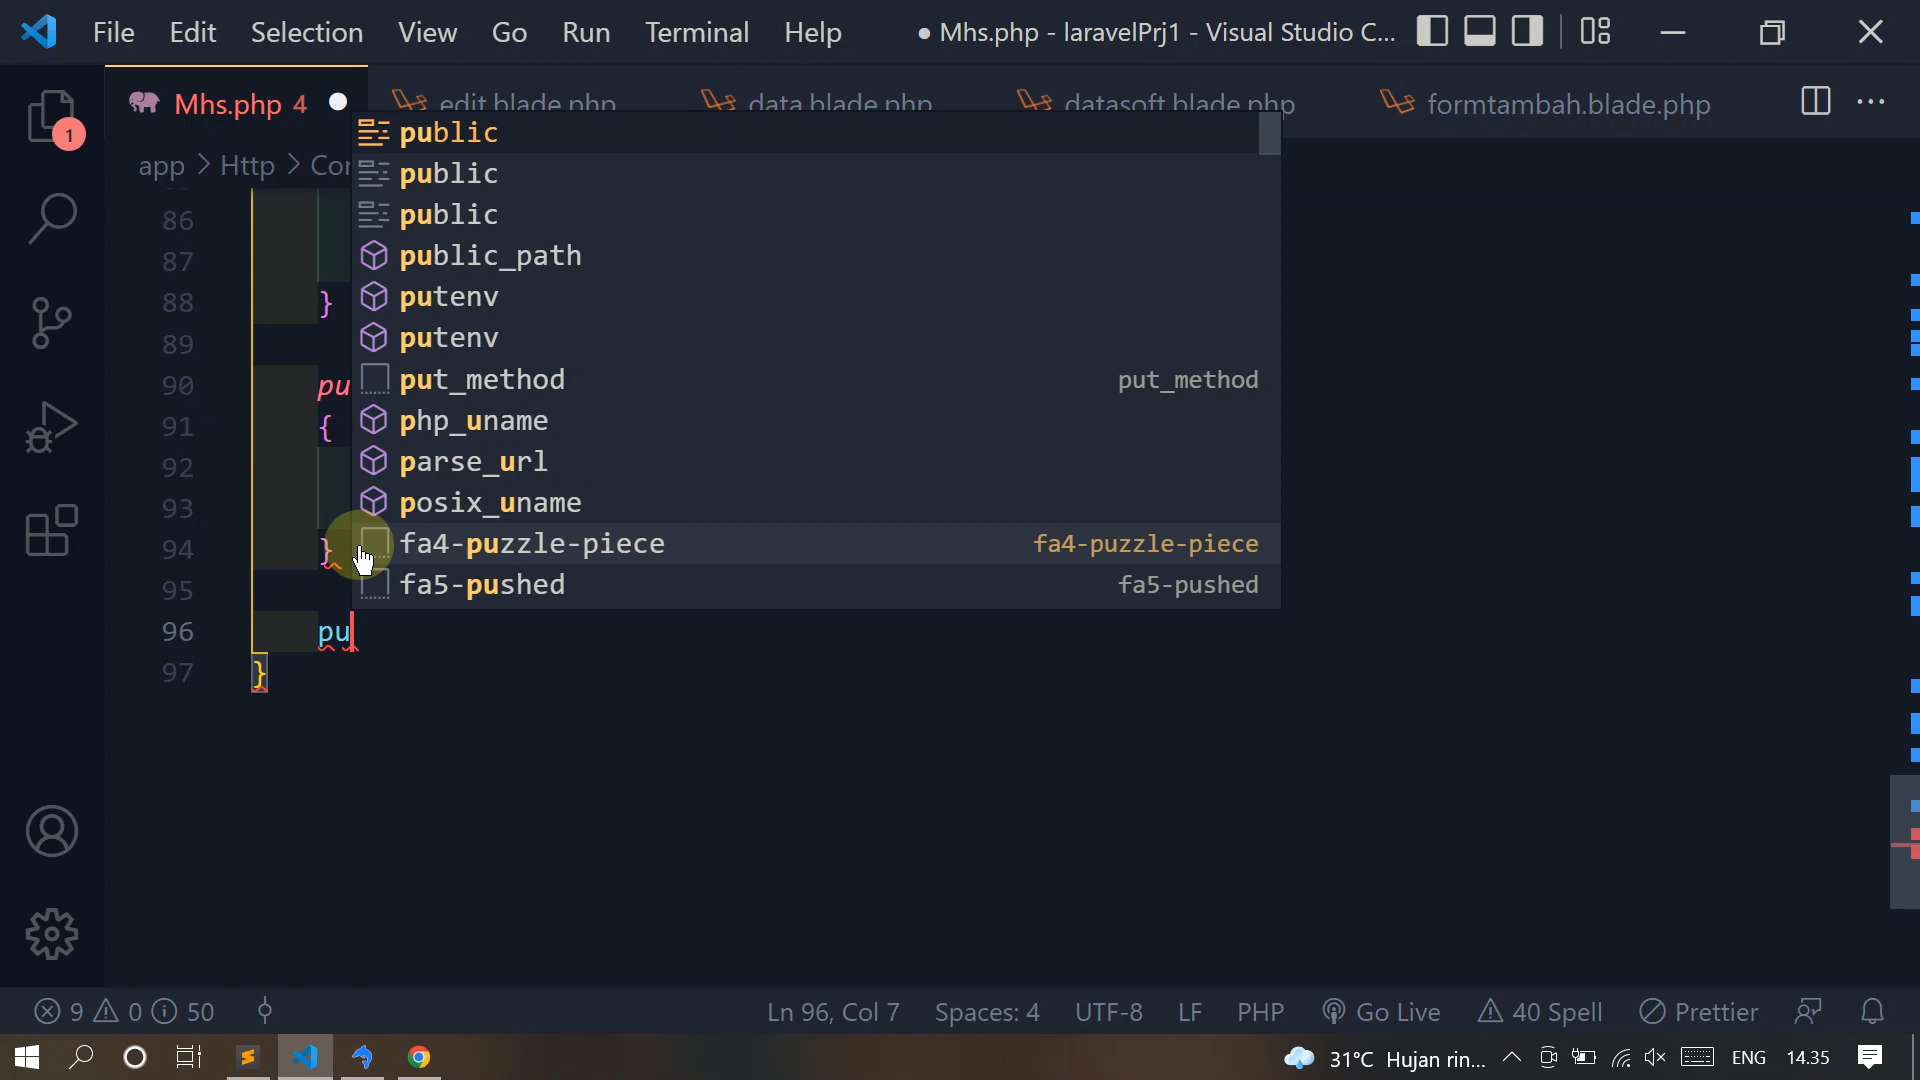 File Edit Selection View Go Run Terminal Help ● Mhs.php - laravelPrj1 - Visual Studio C...
Mhs.php 4 ● edit.blade.php data.blade.php datasoft.blade.php formtambah.blade.php ...
1
app > Http > Con
public
public
public
public_path
putenv
putenv
put_method put_method
php_uname
parse_url
posix_uname
fa4-puzzle-piece fa4-puzzle-piece
fa5-pushed fa5-pushed
86
87
88 }
89
90 pu
91 {
92
93
94 }
95
96 pu
97 }
9 0 50 Ln 96, Col 7 Spaces: 4 UTF-8 LF PHP Go Live 40 Spell Prettier
31°C Hujan rin... ENG 14.35